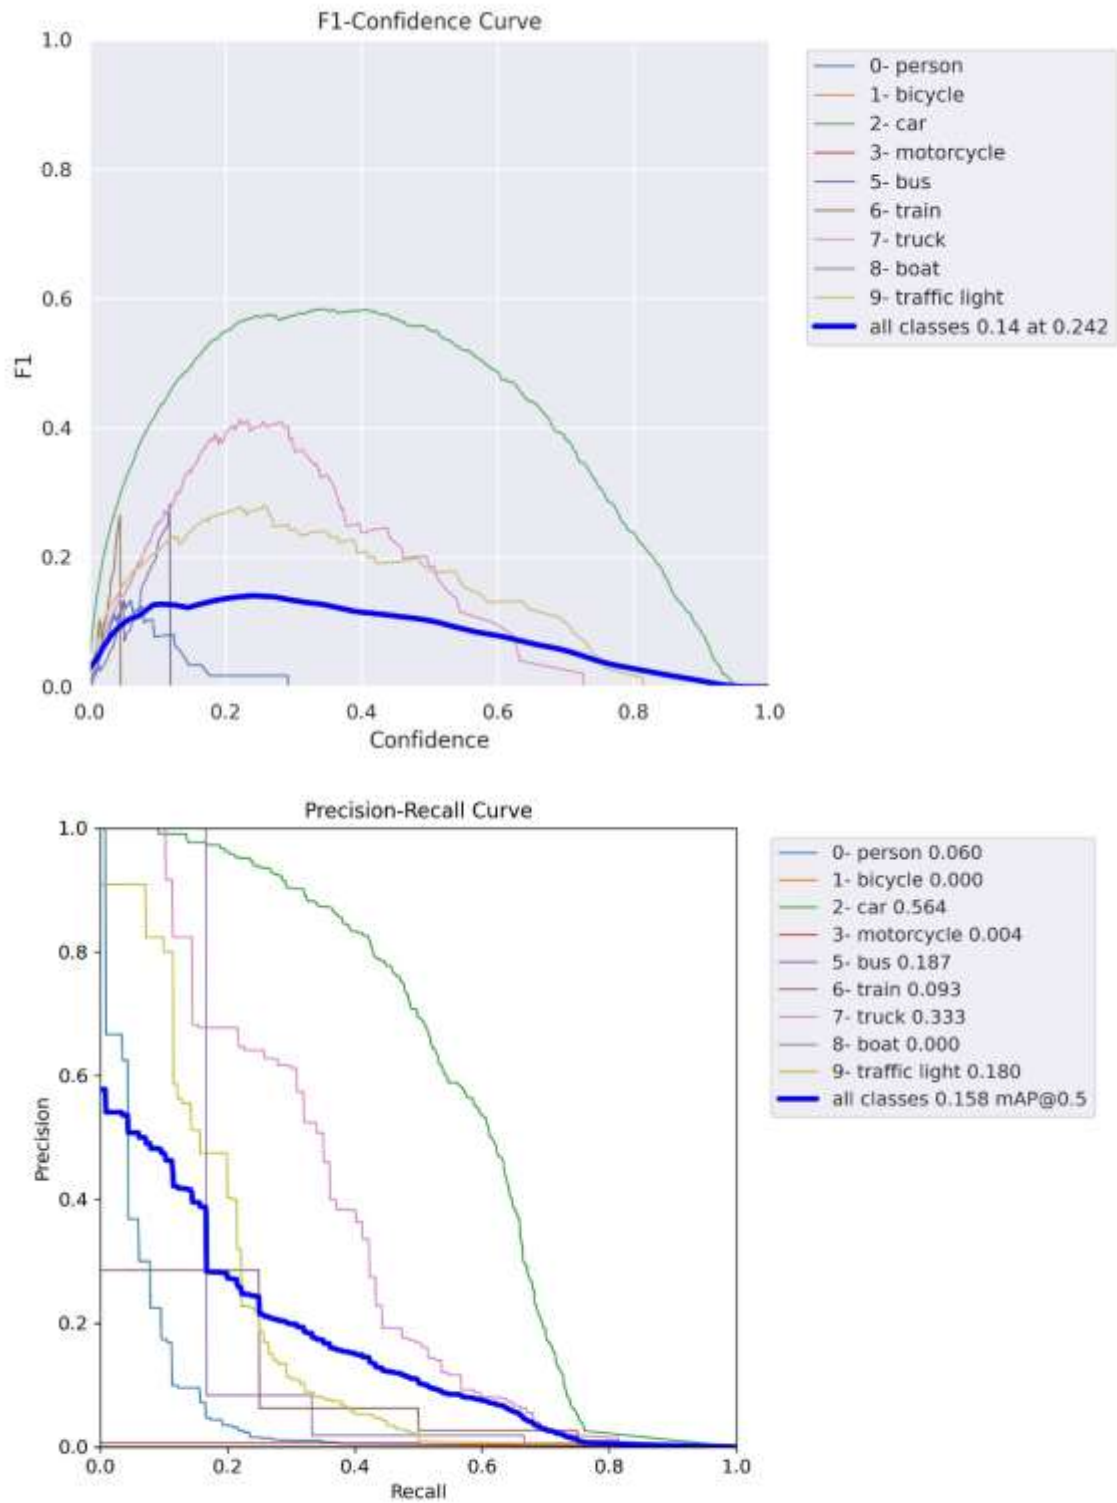 F1-Confidence Curve
1.0
0.8
0.6
0.4
0.2
0.0
F1
0.0 0.2 0.4 0.6 0.8 1.0
Confidence
0- person
1- bicycle
2- car
3- motorcycle
5- bus
6- train
7- truck
8- boat
9- traffic light
all classes 0.14 at 0.242
Precision-Recall Curve
1.0
0.8
0.6
0.4
0.2
0.0
Precision
0.0 0.2 0.4 0.6 0.8 1.0
Recall
0- person 0.060
1- bicycle 0.000
2- car 0.564
3- motorcycle 0.004
5- bus 0.187
6- train 0.093
7- truck 0.333
8- boat 0.000
9- traffic light 0.180
all classes 0.158 mAP@0.5